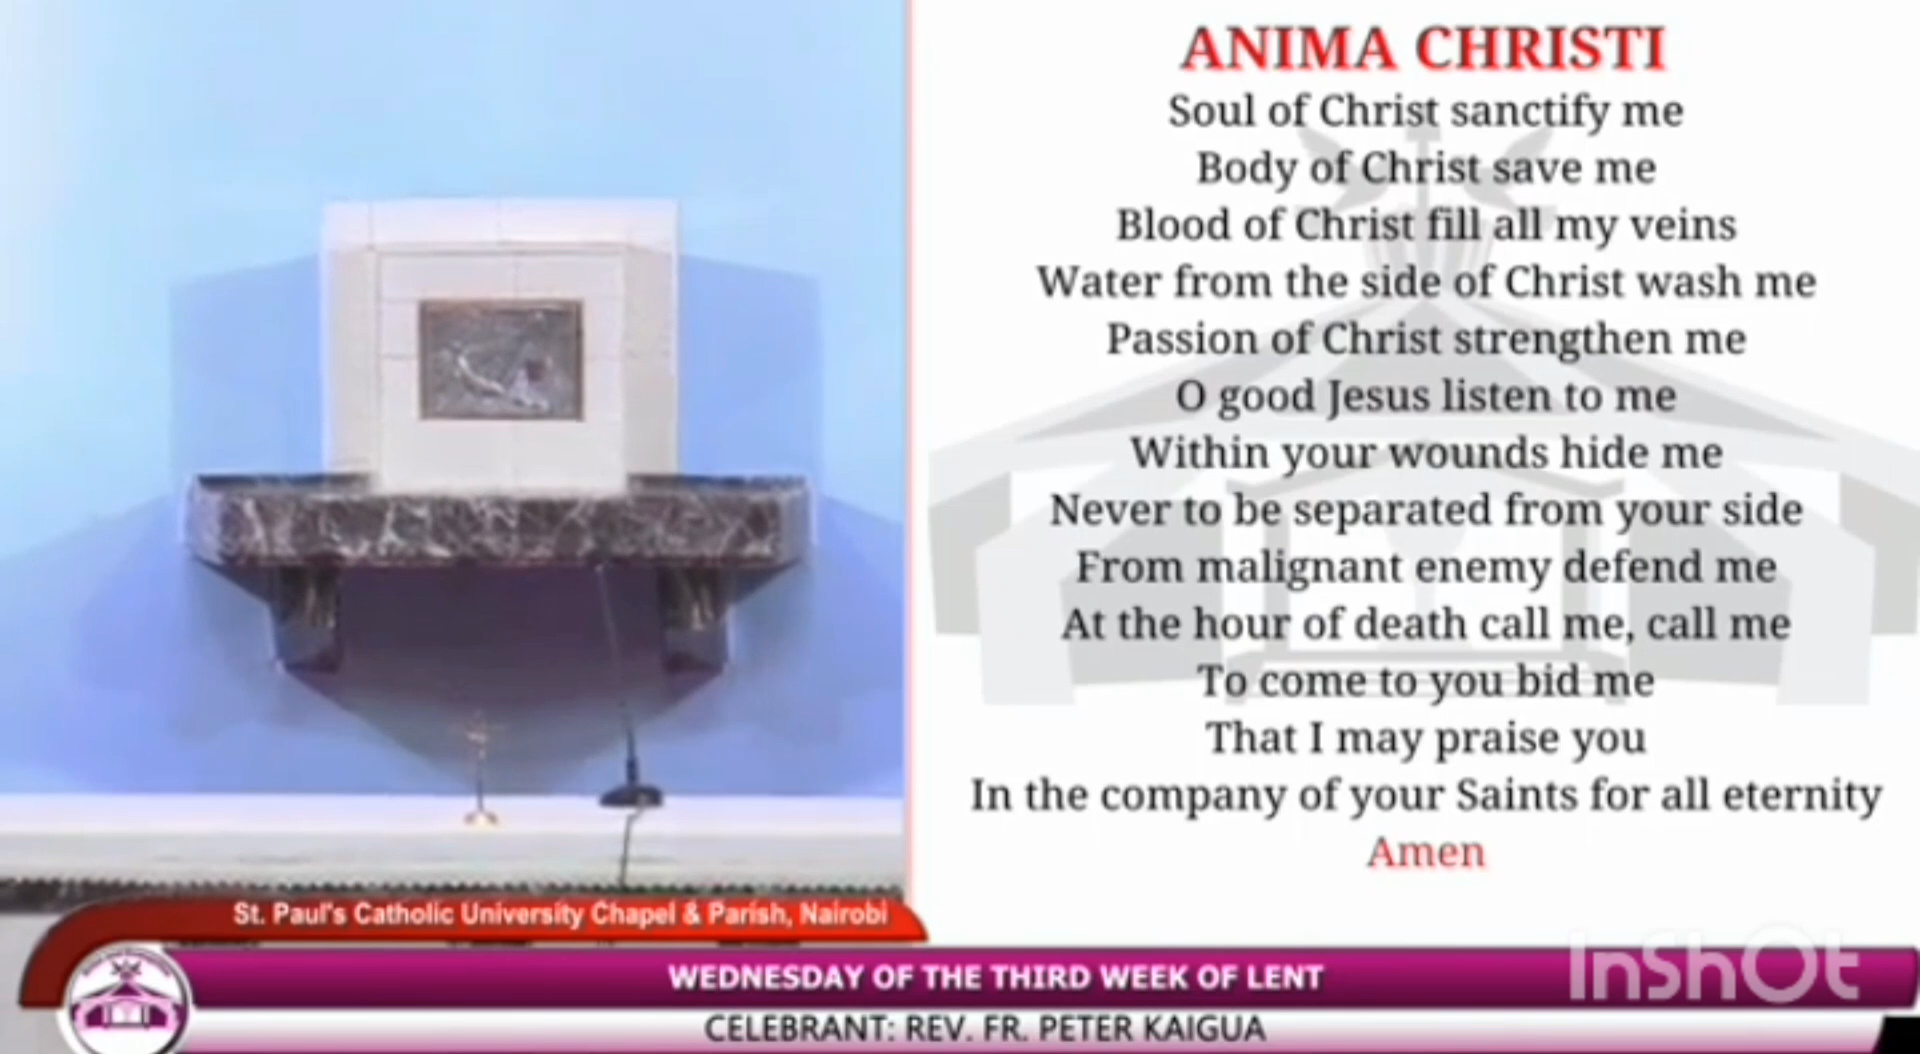 ANIMA CHRISTI
Soul of Christ sanctify me
Body of Christ save me
Blood of Christ fill all my veins
Water from the side of Christ wash me
Passion of Christ strengthen me
O good Jesus listen to me
Within your wounds hide me
Never to be separated from your side
From malignant enemy defend me
At the hour of death call me, call me
To come to you bid me
That I may praise you
In the company of your Saints for all eternity
Amen
St. Paul's Catholic University Chapel & Parish, Nairobi
WEDNESDAY OF THE THIRD WEEK OF LENT
InShOt
CELEBRANT: REV. FR. PETER KAIGUA